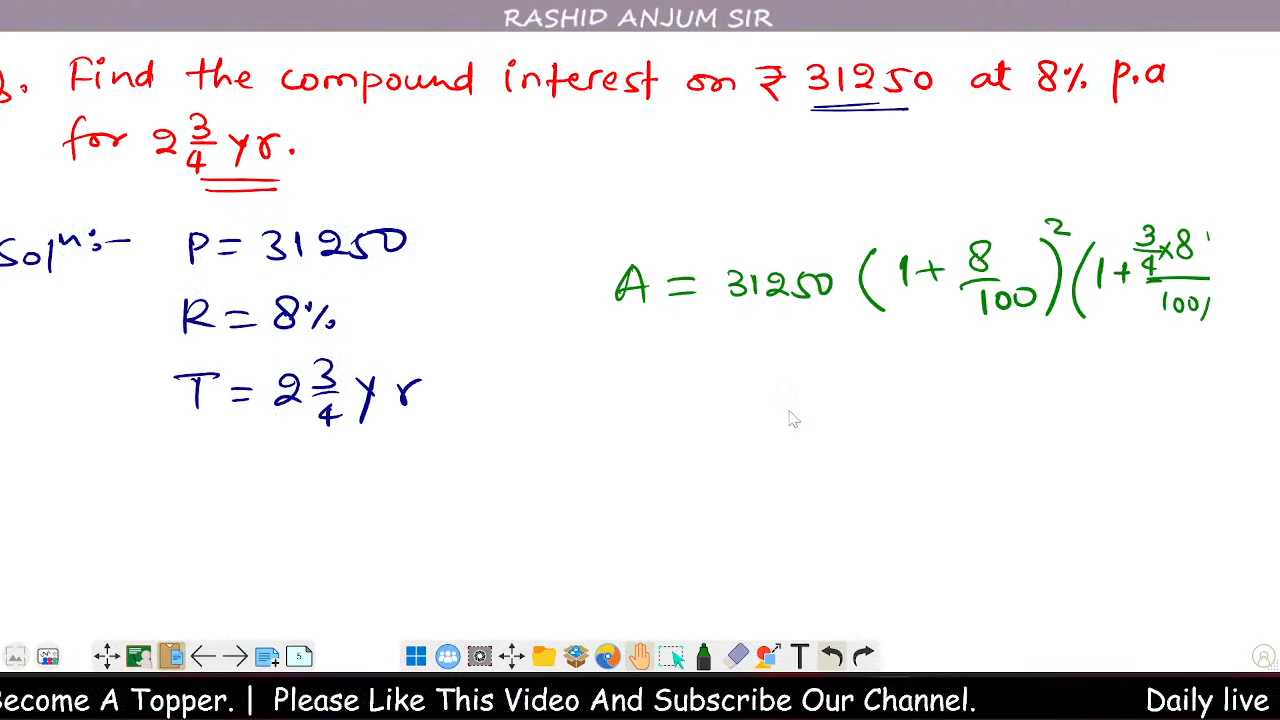 RASHID ANJUM SIR
Find the compound interest on ₹ 31250 at 8% p.a
for 2 3/4 yr.
Solⁿ:- P = 31250
R = 8%
T = 2 3/4 yr
A = 31250 (1 + 8/100)² (1 + 3/4 × 8/100)
5
Become A Topper. | Please Like This Video And Subscribe Our Channel. Daily live